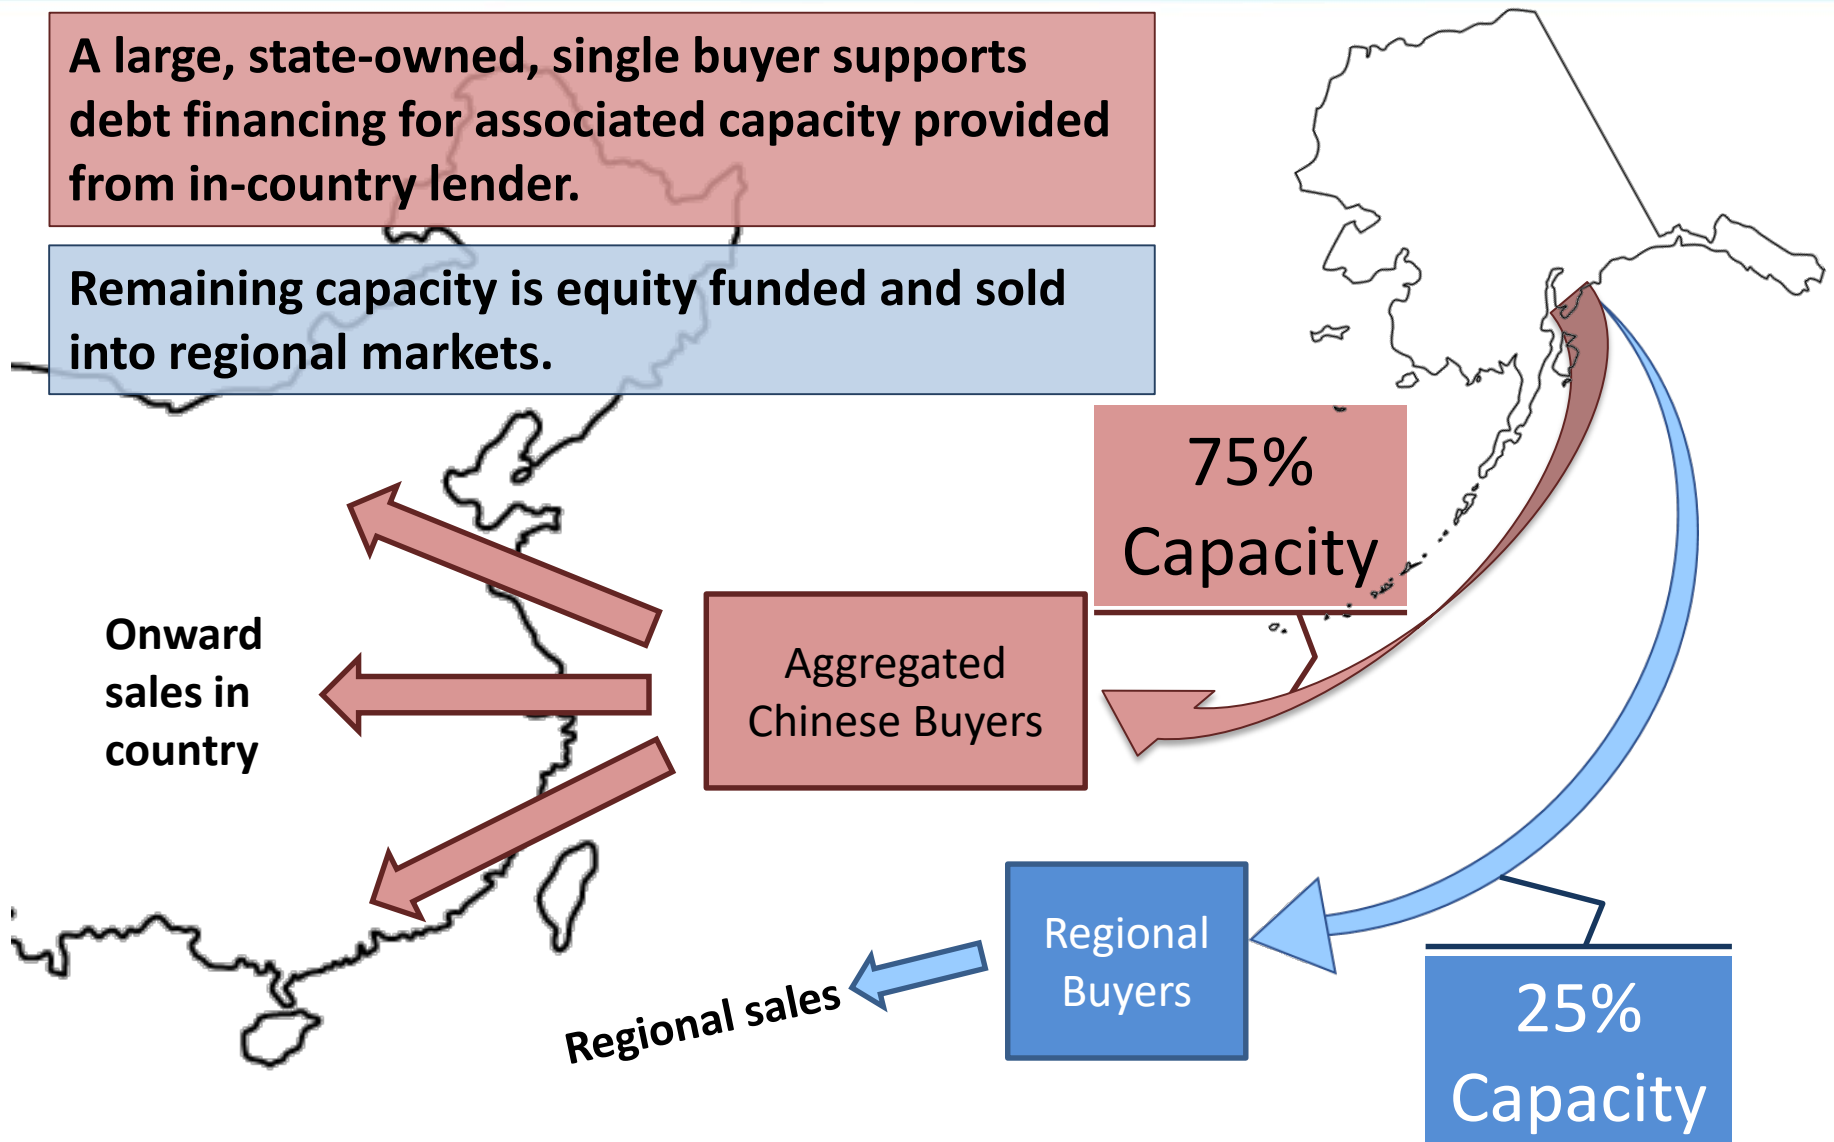 A large, state-owned, single buyer supports
debt financing for associated capacity provided
from in-country lender.
Remaining capacity is equity funded and sold
into regional markets.
75%
Capacity
Onward
sales in
country
Aggregated
Chinese Buyers
Regional
Buyers
Regional sales
25%
Capacity